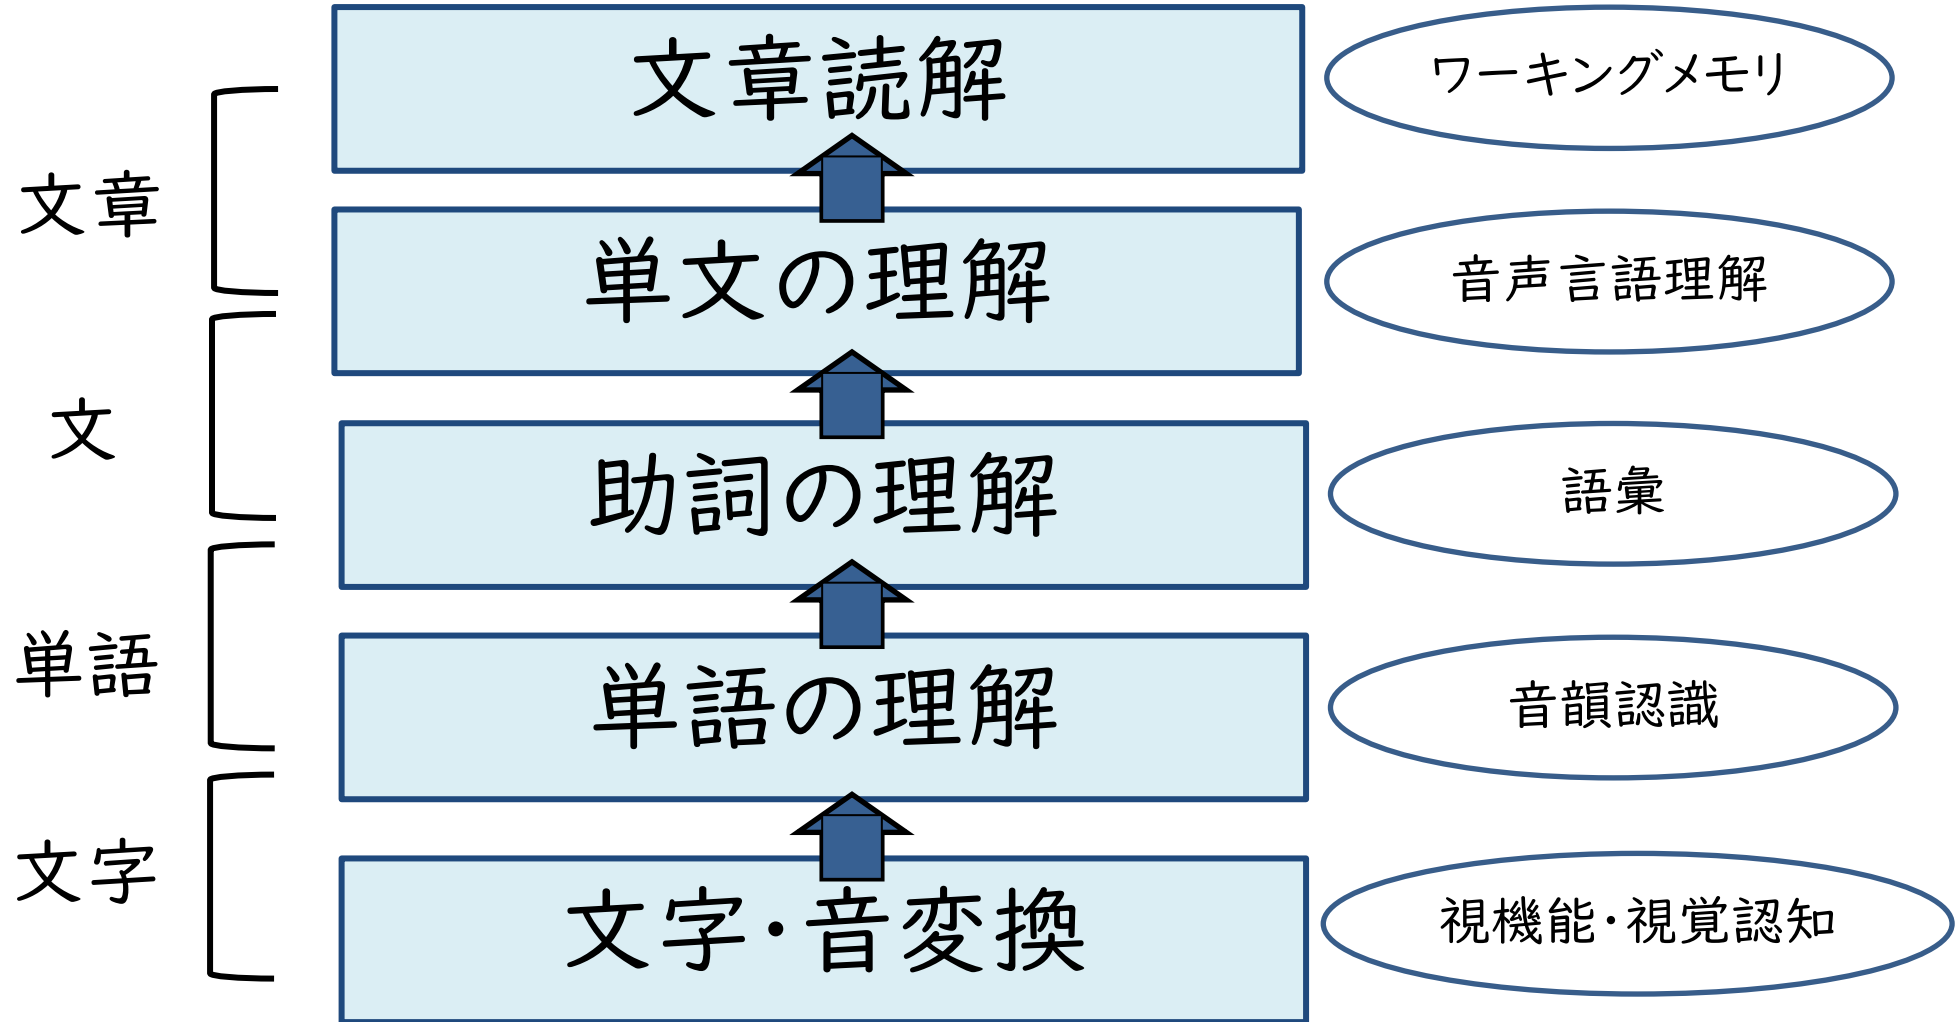 文章読解
ワーキングメモリ
文章
単文の理解
音声言語理解
文
助詞の理解
語彙
単語
単語の理解
音韻認識
文字
文字・音変換
視機能・視覚認知